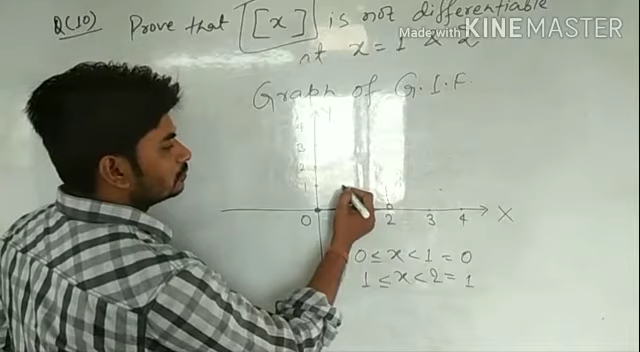 Q(10) Prove that [x] is not differentiable
at x = 1 & 2
Made with KINEMASTER
Graph of G.I.F.
Y
4
3
2
1
0 2 3 4 X
0 ≤ x < 1 = 0
1 ≤ x < 2 = 1